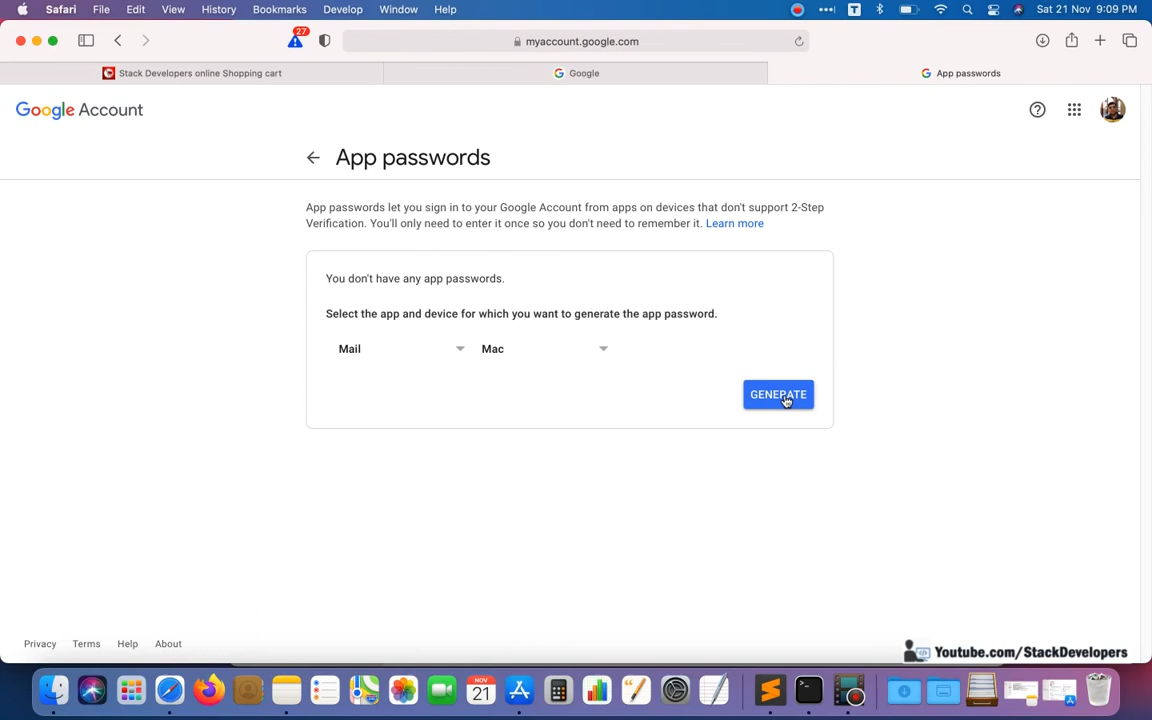 Safari File Edit View History Bookmarks Develop Window Help
Sat 21 Nov 9:09 PM
27
myaccount.google.com
Stack Developers online Shopping cart
Google
App passwords
Google Account
App passwords
App passwords let you sign in to your Google Account from apps on devices that don't support 2-Step
Verification. You'll only need to enter it once so you don't need to remember it. Learn more
You don't have any app passwords.
Select the app and device for which you want to generate the app password.
Mail
Mac
GENERATE
Privacy Terms Help About
Youtube.com/StackDevelopers
NOV
21